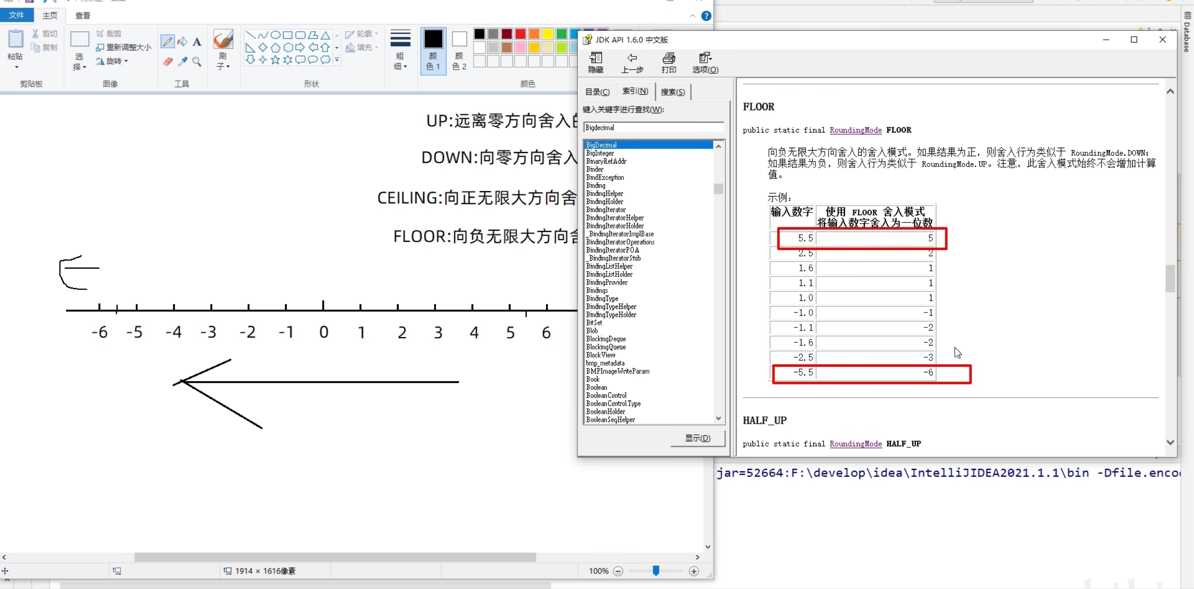 文件
主页
查看
剪切
复制
粘贴
裁剪
重新调整大小
旋转
选择
刷子
轮廓
填充
粗细
颜色 1
颜色 2
剪贴板
图像
工具
形状
颜色
UP:远离零方向舍入
DOWN:向零方向舍入
CEILING:向正无限大方向舍
FLOOR:向负无限大方向
-6 -5 -4 -3 -2 -1 0 1 2 3 4 5 6
1914 × 1616像素
100%
JDK API 1.6.0 中文版
隐藏 上一步 打印 选项(O)
目录(C) 索引(N) 搜索(S)
键入关键字进行查找(W):
Bigdecimal
BigDecimal
BigInteger
BinaryRefAddr
Binder
BindException
Binding
BindingHelper
BindingHolder
BindingIterator
BindingIteratorHelper
BindingIteratorHolder
_BindingIteratorImplBase
BindingIteratorOperations
BindingIteratorPOA
_BindingIteratorStub
BindingListHelper
BindingListHolder
BindingProvider
Bindings
BindingType
BindingTypeHelper
BindingTypeHolder
BitSet
Blob
BlockingDeque
BlockingQueue
BlockView
bmp_metadata
BMPImageWriteParam
Book
Boolean
BooleanControl
BooleanControl.Type
BooleanHolder
BooleanSeqHelper
显示(D)
FLOOR
public static final RoundingMode FLOOR
向负无限大方向舍入的舍入模式。如果结果为正，则舍入行为类似于 RoundingMode.DOWN；
如果结果为负，则舍入行为类似于 RoundingMode.UP。注意，此舍入模式始终不会增加计算
值。
示例：
输入数字 使用 FLOOR 舍入模式
将输入数字舍入为一位数
5.5 5
2.5 2
1.6 1
1.1 1
1.0 1
-1.0 -1
-1.1 -2
-1.6 -2
-2.5 -3
-5.5 -6
HALF_UP
public static final RoundingMode HALF_UP
Database
jar=52664:F:\develop\idea\IntelliJIDEA2021.1.1\bin -Dfile.enco